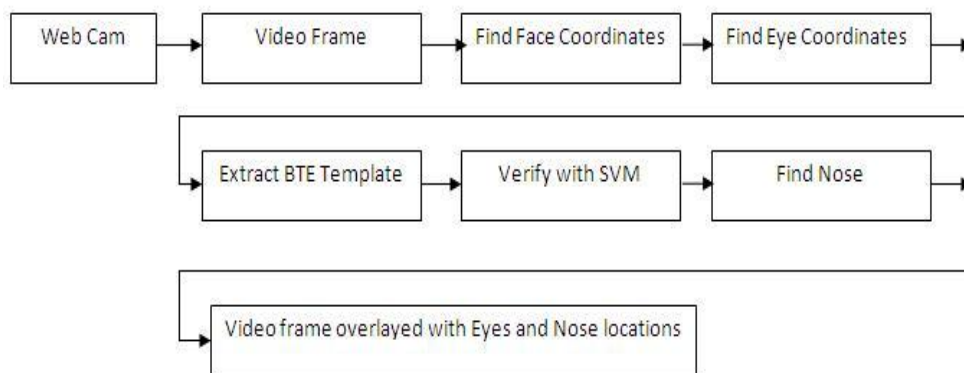 Web Cam
Video Frame
Find Face Coordinates
Find Eye Coordinates
Extract BTE Template
Verify with SVM
Find Nose
Video frame overlayed with Eyes and Nose locations